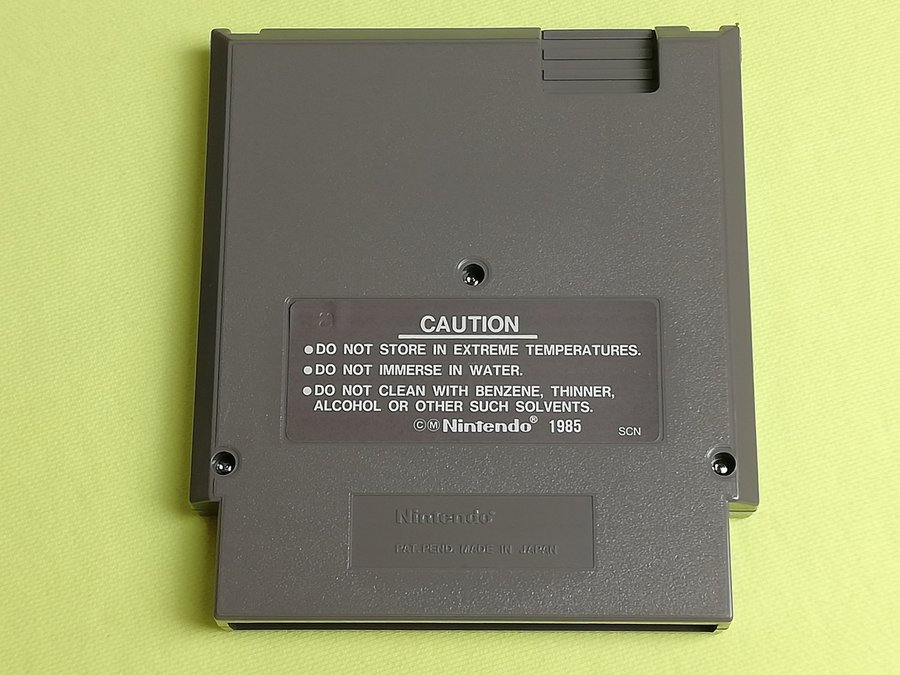 CAUTION
●DO NOT STORE IN EXTREME TEMPERATURES.
●DO NOT IMMERSE IN WATER.
●DO NOT CLEAN WITH BENZENE, THINNER,
ALCOHOL OR OTHER SUCH SOLVENTS.
©ⓂNintendo® 1985
SCN
Nintendo®
PAT.PEND MADE IN JAPAN